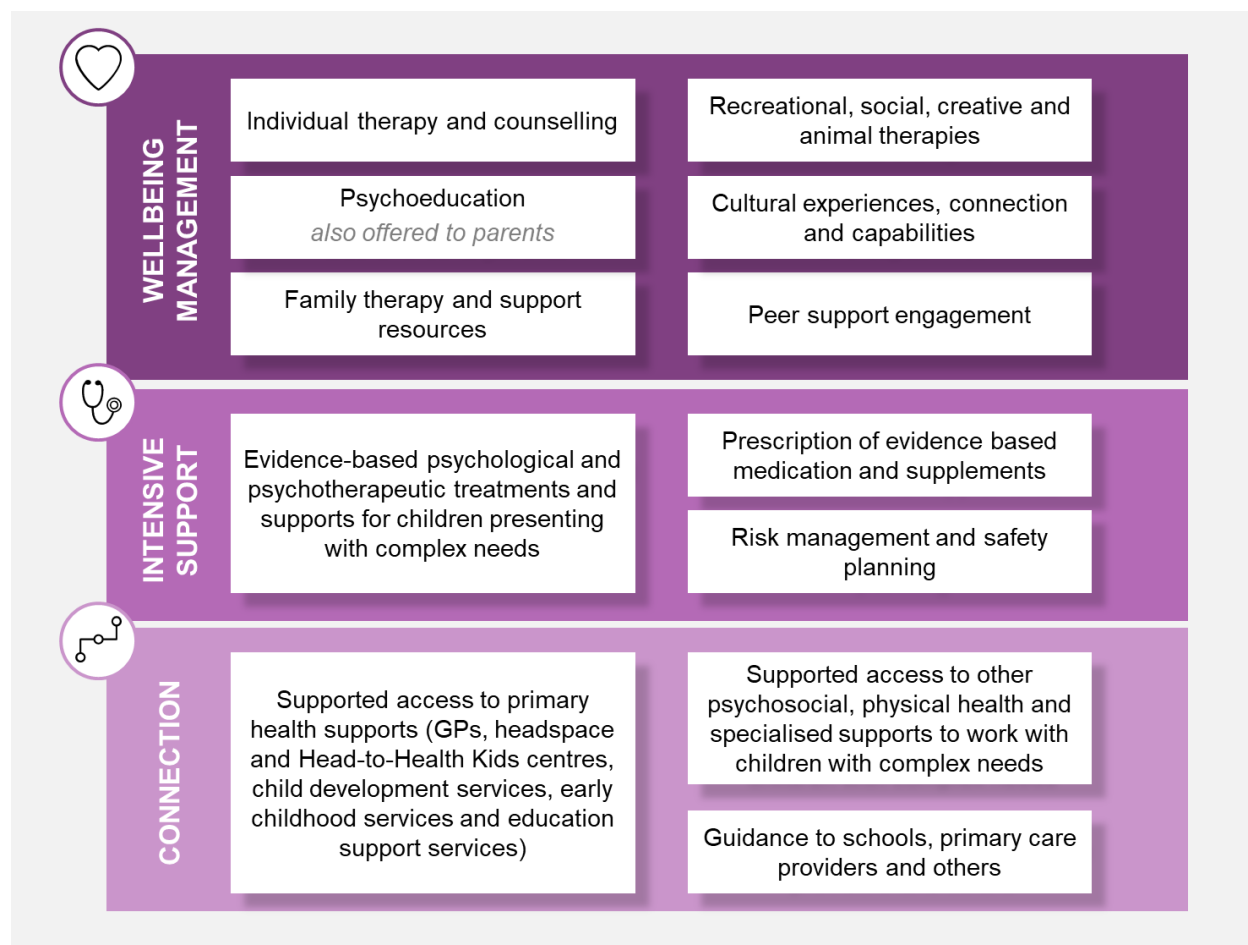 WELLBEING
MANAGEMENT
Individual therapy and counselling
Psychoeducation
also offered to parents
Family therapy and support
resources
Recreational, social, creative and
animal therapies
Cultural experiences, connection
and capabilities
Peer support engagement
INTENSIVE
SUPPORT
Evidence-based psychological and
psychotherapeutic treatments and
supports for children presenting
with complex needs
Prescription of evidence based
medication and supplements
Risk management and safety
planning
CONNECTION
Supported access to primary
health supports (GPs, headspace
and Head-to-Health Kids centres,
child development services, early
childhood services and education
support services)
Supported access to other
psychosocial, physical health and
specialised supports to work with
children with complex needs
Guidance to schools, primary care
providers and others